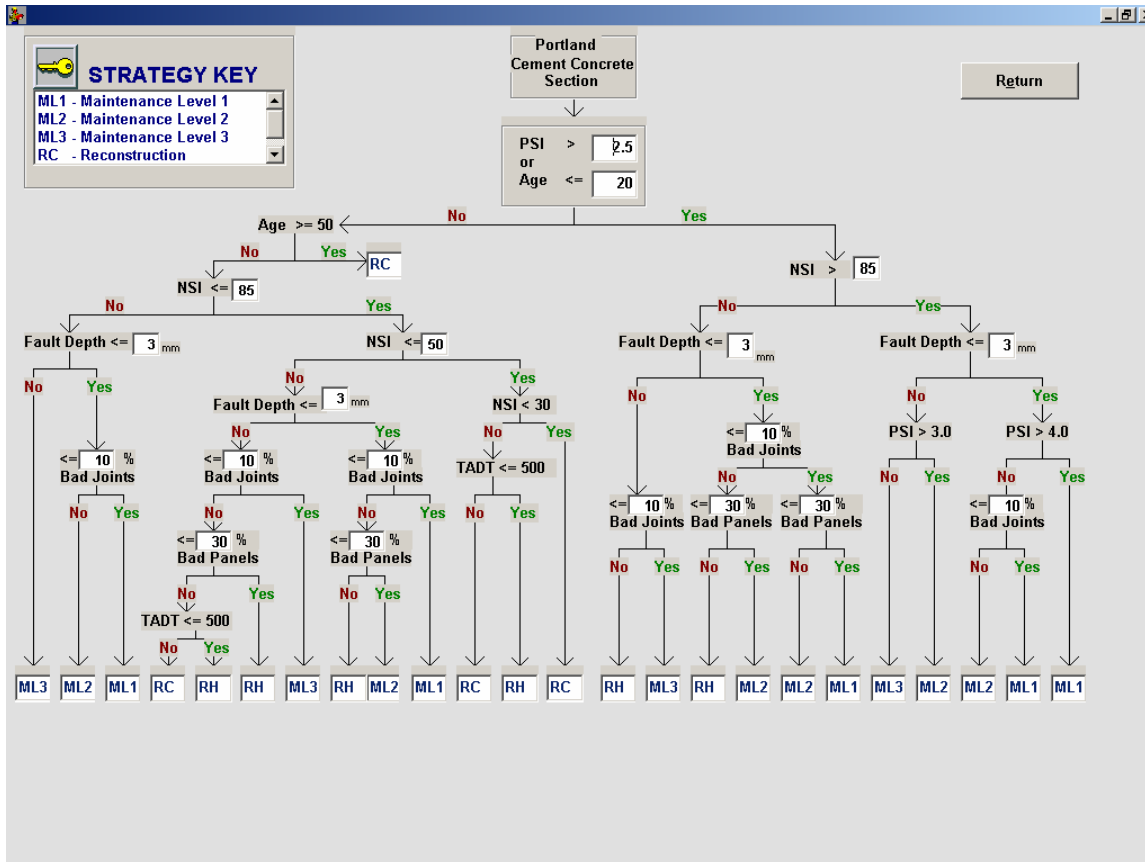 STRATEGY KEY
ML1 - Maintenance Level 1
ML2 - Maintenance Level 2
ML3 - Maintenance Level 3
RC - Reconstruction
Portland
Cement Concrete
Section
Return
PSI > 2.5
or
Age <= 20
No Yes
Age >= 50
No Yes
RC
NSI > 85
NSI <= 85
No Yes
No Yes
Fault Depth <= 3 mm
NSI <= 50
Fault Depth <= 3 mm
Fault Depth <= 3 mm
No Yes
No Yes
No Yes
No Yes
Fault Depth <= 3 mm
NSI < 30
<= 10 %
Bad Joints
PSI > 3.0
PSI > 4.0
No Yes
No Yes
No Yes
No Yes
No Yes
No Yes
<= 10 %
Bad Joints
<= 10 %
Bad Joints
<= 10 %
Bad Joints
TADT <= 500
<= 10 %
Bad Joints
<= 30 %
Bad Panels
<= 30 %
Bad Panels
<= 10 %
Bad Joints
No Yes
No Yes
No Yes
No Yes
<= 30 %
Bad Panels
<= 30 %
Bad Panels
No Yes
No Yes
No Yes
No Yes
No Yes
No Yes
TADT <= 500
No Yes
ML3 ML2 ML1 RC RH RH ML3 RH ML2 ML1 RC RH RC RH ML3 RH ML2 ML2 ML1 ML3 ML2 ML2 ML1 ML1